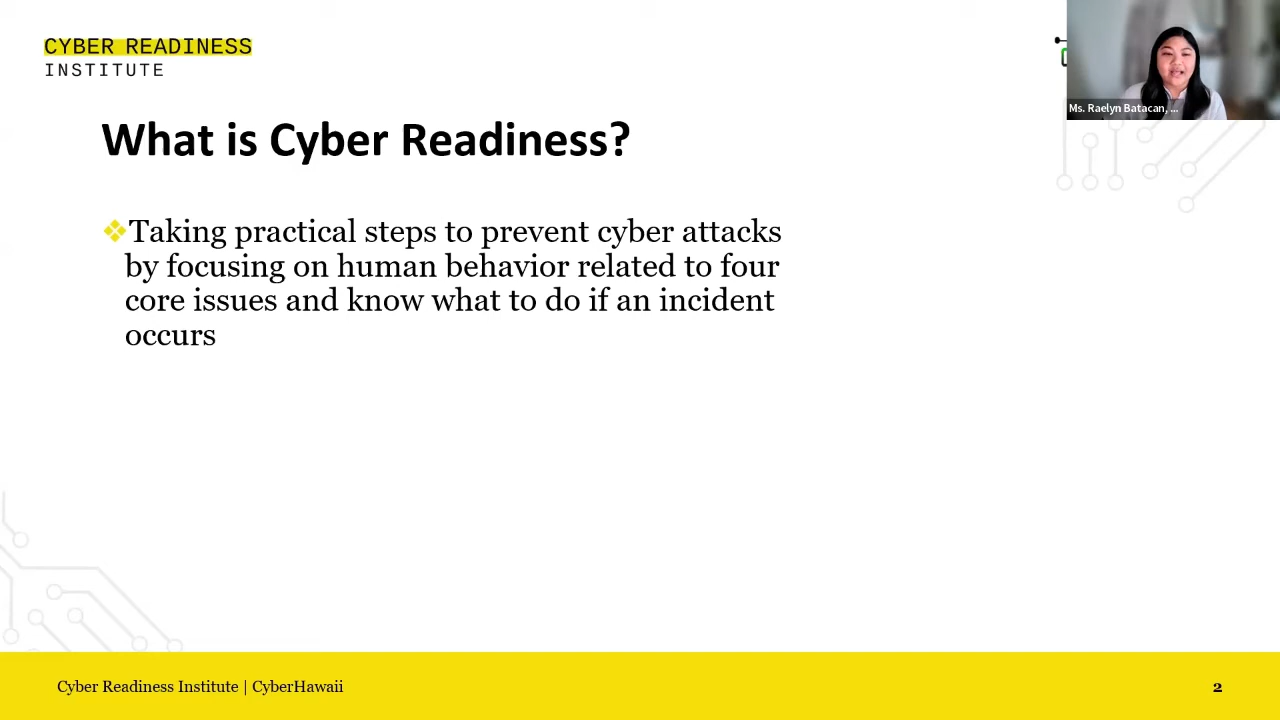 CYBER READINESS
INSTITUTE
Ms. Raelyn Batacan, ...
What is Cyber Readiness?
Taking practical steps to prevent cyber attacks
by focusing on human behavior related to four
core issues and know what to do if an incident
occurs
Cyber Readiness Institute | CyberHawaii
2